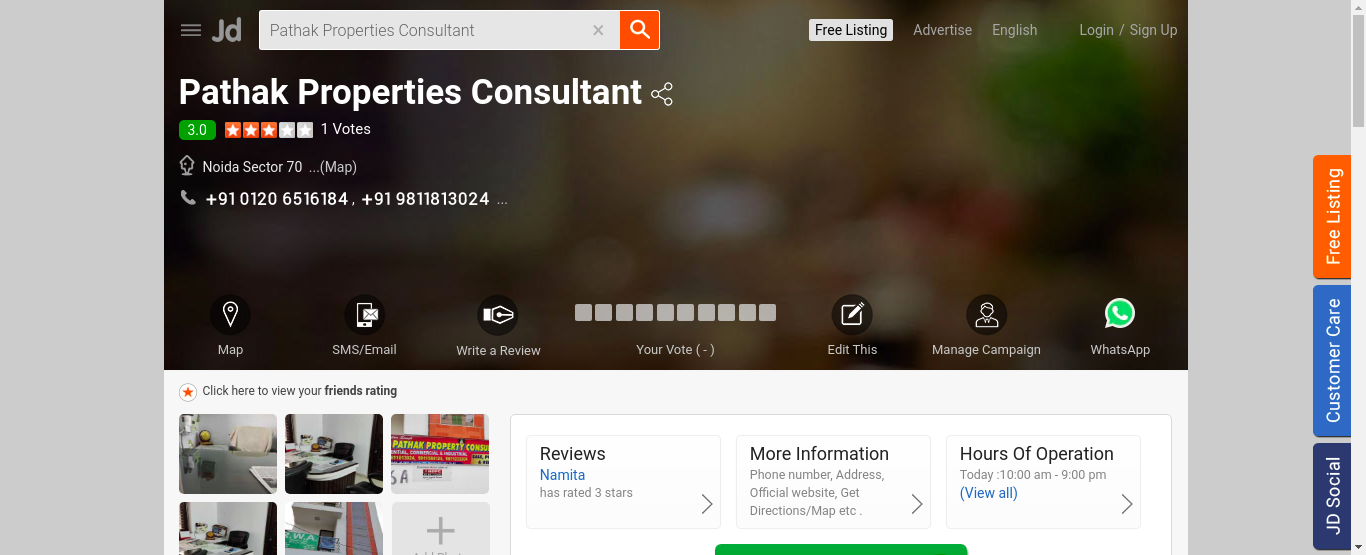 Jd
Pathak Properties Consultant
Free Listing
Advertise
English
Login / Sign Up
Pathak Properties Consultant
3.0
1 Votes
Noida Sector 70 ...(Map)
+91 0120 6516184 , +91 9811813024 ...
Map
SMS/Email
Write a Review
Your Vote ( - )
Edit This
Manage Campaign
WhatsApp
Click here to view your friends rating
PATHAK PROPERTY CONSU
Reviews
Namita
has rated 3 stars
More Information
Phone number, Address,
Official website, Get
Directions/Map etc .
Hours Of Operation
Today :10:00 am - 9:00 pm
(View all)
Free Listing
Customer Care
JD Social